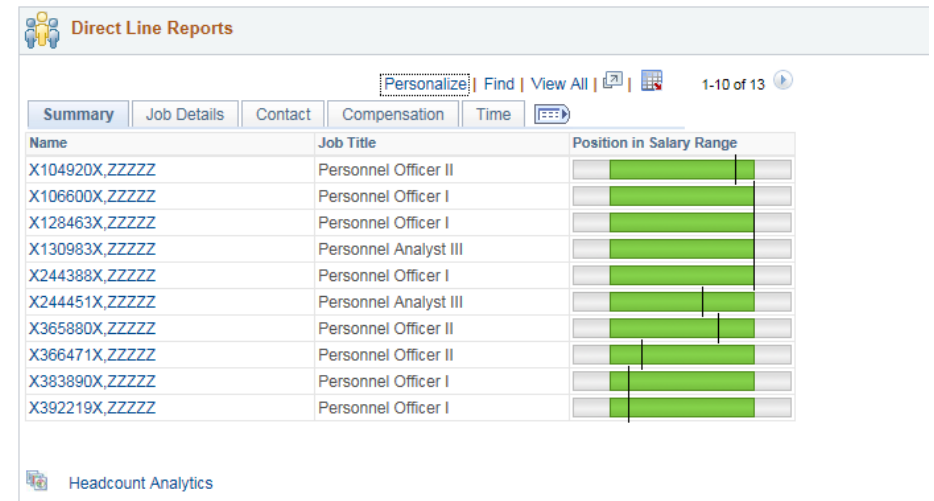 Direct Line Reports
Personalize | Find | View All | | 1-10 of 13
Summary Job Details Contact Compensation Time
Name Job Title Position in Salary Range
X104920X,ZZZZZ Personnel Officer II
X106600X,ZZZZZ Personnel Officer I
X128463X,ZZZZZ Personnel Officer I
X130983X,ZZZZZ Personnel Analyst III
X244388X,ZZZZZ Personnel Officer I
X244451X,ZZZZZ Personnel Analyst III
X365880X,ZZZZZ Personnel Officer II
X366471X,ZZZZZ Personnel Officer II
X383890X,ZZZZZ Personnel Officer I
X392219X,ZZZZZ Personnel Officer I
Headcount Analytics